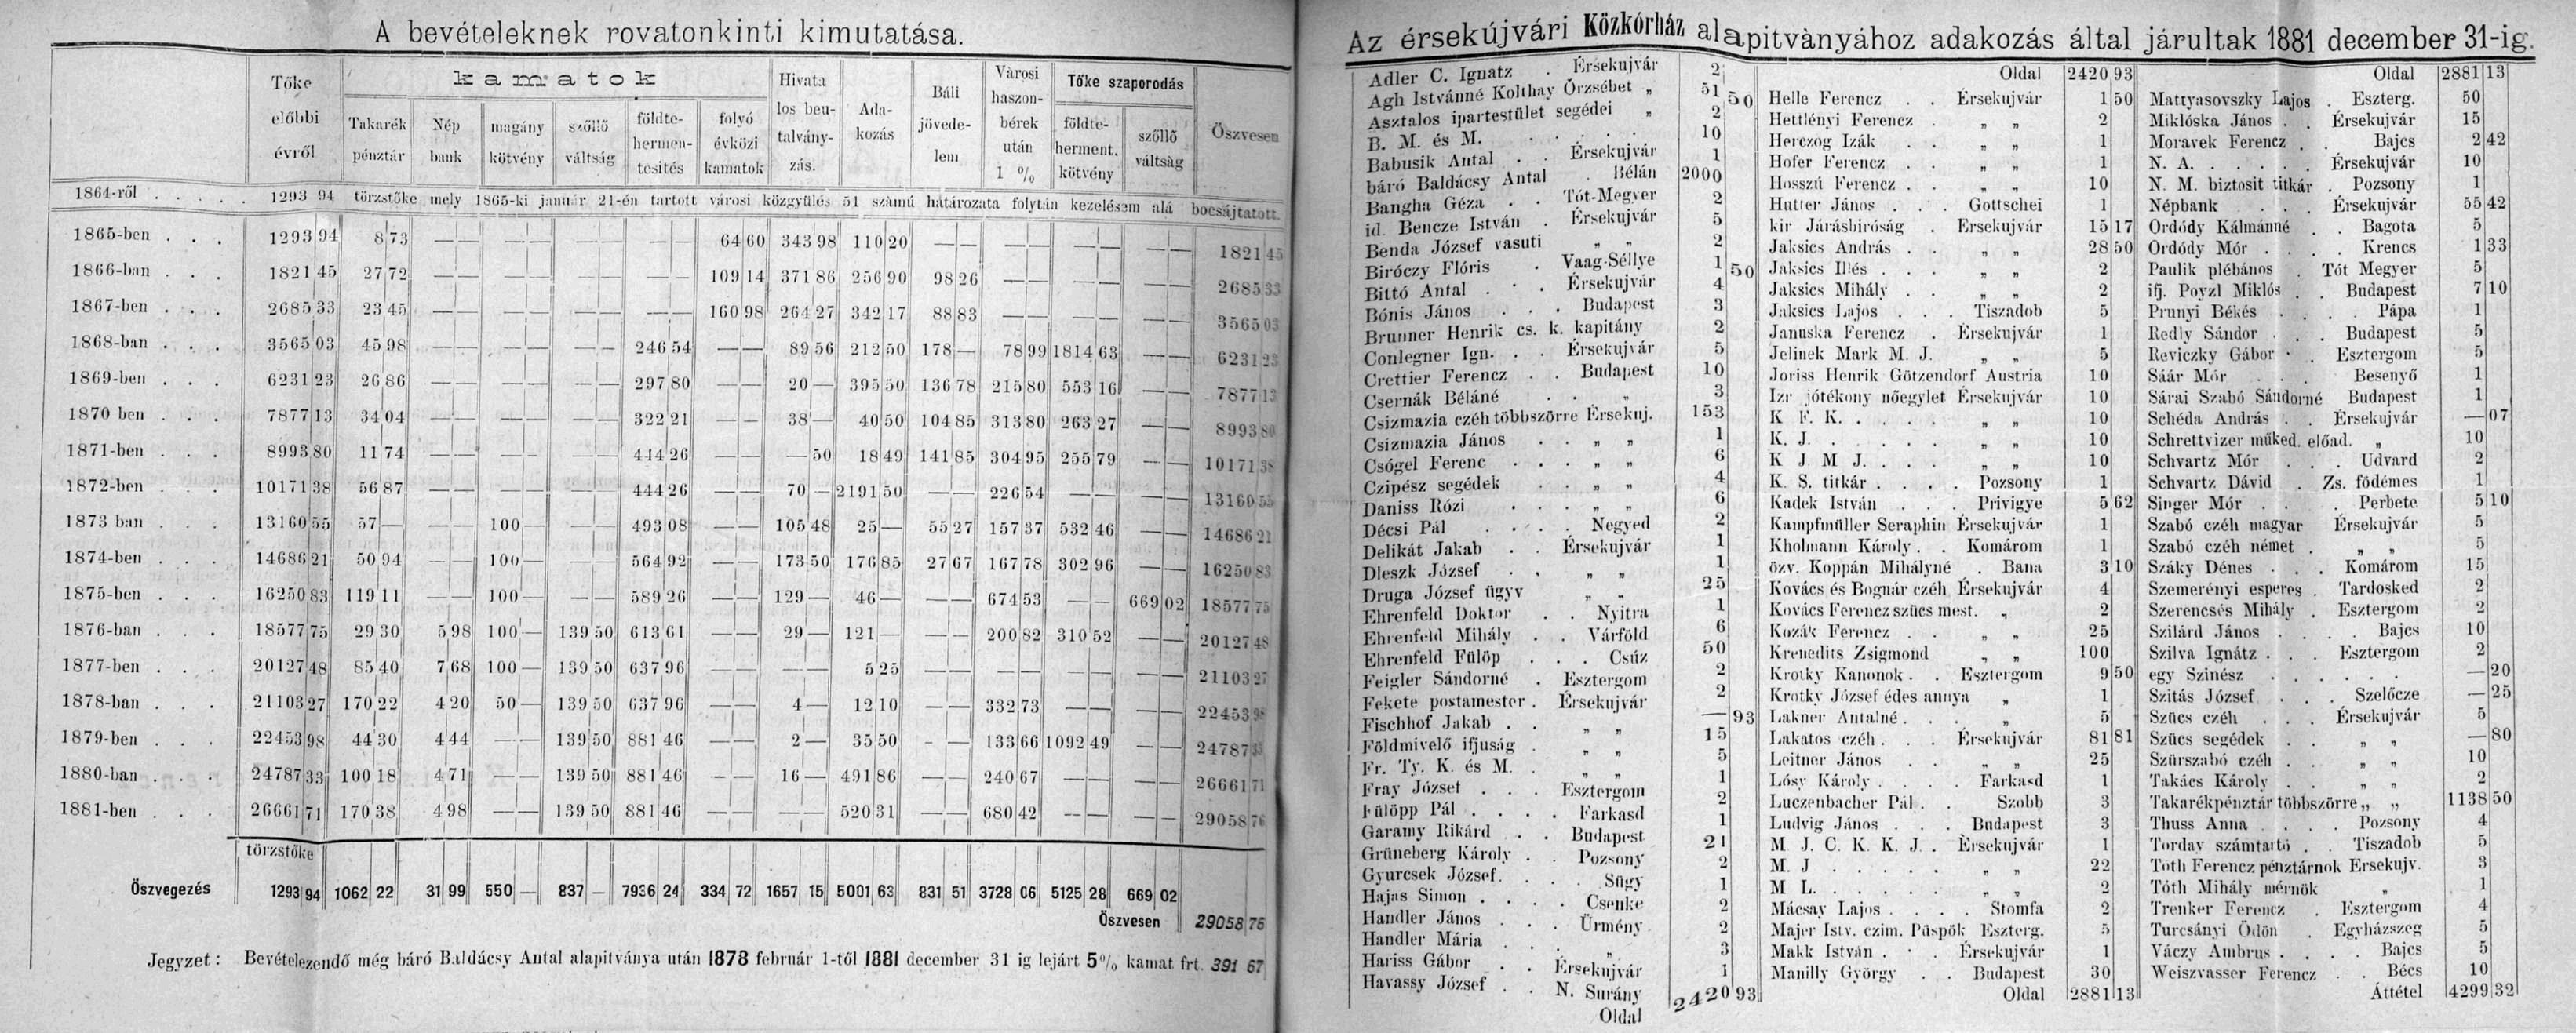 A bevételeknek rovatonkinti kimutatása.
Tőke előbbi évről | kamatok: Takarék pénztár | Nép bank | magány kötvény | szőllő váltság | földte-hermen-tesités | folyó évközi kamatok | Hivata los beu-talvány-zás. | Ada-kozás | Báli jövede-lem | Városi haszon-bérek után 1 % | Tőke szaporodás: földte-herment. kötvény | szőllő váltság | Öszvesen
1864-ről . . . . . 1293 94 törzstőke mely 1865-ki január 21-én tartott városi közgyülés 51 számú határozata folytán kezelésem alá bocsájtatott.
1865-ben . . . 1293 94 8 73 — — — — — — — — 64 60 343 98 110 20 — — — — — — — — 1821 45
1866-ban . . . 1821 45 27 72 — — — — — — — — 109 14 371 86 256 90 98 26 — — — — — — 2685 33
1867-ben . . . 2685 33 23 45 — — — — — — — — 160 98 264 27 342 17 88 83 — — — — — — 3565 03
1868-ban . . . 3565 03 45 98 — — — — — — 246 54 — — 89 56 212 50 178 — 78 99 1814 63 — — 6231 23
1869-ben . . . 6231 23 26 86 — — — — — — 297 80 — — 20 — 395 50 136 78 215 80 553 16 — — 7877 13
1870 ben . . . 7877 13 34 04 — — — — — — 322 21 — — 38 — 40 50 104 85 313 80 263 27 — — 8993 80
1871-ben . . . 8993 80 11 74 — — — — — — 444 26 — — — 50 18 49 141 85 304 95 255 79 — — 10171 38
1872-ben . . . 10171 38 56 87 — — — — — — 444 26 — — 70 — 2191 50 — — 226 54 — — — — 13160 55
1873 ban . . . 13160 55 57 — — — 100 — — — 493 08 — — 105 48 25 — 55 27 157 37 532 46 — — 14686 21
1874-ben . . . 14686 21 50 94 — — 100 — — — 564 92 — — 173 50 176 85 27 67 167 78 302 96 — — 16250 83
1875-ben . . . 16250 83 119 11 — — 100 — — — 589 26 — — 129 — 46 — — — 674 53 — — 669 02 18577 75
1876-ban . . . 18577 75 29 30 5 98 100 — 139 50 613 61 — — 29 — 121 — — — 200 82 310 52 — — 20127 48
1877-ben . . . 20127 48 85 40 7 68 100 — 139 50 637 96 — — — — 5 25 — — — — — — — — 21103 27
1878-ban . . . 21103 27 170 22 4 20 50 — 139 50 637 96 — — 4 — 12 10 — — 332 73 — — — — 22453 98
1879-ben . . . 22453 98 44 30 4 44 — — 139 50 881 46 — — 2 — 35 50 - — 133 66 1092 49 — — 24787 33
1880-ban . . . 24787 33 100 18 4 71 — — 139 50 881 46 — — 16 — 491 86 — — 240 67 — — — — 26661 71
1881-ben . . . 26661 71 170 38 4 98 — — 139 50 881 46 — — — — 520 31 — — 680 42 — — — — 29058 76
törzstőke
Öszvegezés 1293 94 1062 22 31 99 550 — 837 — 7936 24 334 72 1657 15 5001 63 831 51 3728 06 5125 28 669 02
Öszvesen 29058 76
Jegyzet: Bevételezendő még báró Baldácsy Antal alapitványa után 1878 február 1-től 1881 december 31 ig lejárt 5% kamat frt. 391 67
Az érsekújvári Közkórház alapitványához adakozás által járultak 1881 december 31-ig.
Adler C. Ignatz . Érsekujvár 2
Agh Istvánné Kolthay Örzsébet „ 51 50
Asztalos ipartestület segédei „ 2
B. M. és M. . . . . . 10
Babusik Antal . . Érsekujvár 1
báró Baldácsy Antal . Bélán 2000
Bangha Géza . . Tót-Megyer 2
id. Bencze István . Érsekujvár 5
Benda József vasuti „ „ 2
Biróczy Flóris . Vaag-Séllye 1 50
Bittó Antal . . . Érsekujvár 4
Bónis János . . . Budapest 3
Brunner Henrik cs. k. kapitány 2
Conlegner Ign. . . Érsekujvár 5
Crettier Ferencz . . Budapest 10
Csernák Béláné . . „ 3
Csizmazia czéh többszörre Érsekuj. 153
Csizmazia János . . „ „ 1
Csógel Ferenc . . . „ „ 6
Czipész segédek . . „ „ 4
Daniss Rózi . . . „ „ 6
Décsi Pál . . . . Negyed 2
Delikát Jakab . . Érsekujvár 1
Dleszk József . . „ „ 1
Druga József ügyv „ „ 25
Ehrenfeld Doktor . . Nyitra 1
Ehrenfeld Mihály . . Várföld 6
Ehrenfeld Fülöp . . . Csúz 50
Feigler Sándorné . Esztergom 2
Fekete postamester . Érsekujvár 2
Fischhof Jakab . . „ „ — 93
Földmivelő ifjuság . „ „ 15
Fr. Ty. K. és M. . „ „ 5
Fray József . . . Esztergom 1
Fülöpp Pál . . . . Farkasd 2
Garamy Rikárd . . Budapest 1
Grüneberg Károly . . Pozsony 21
Gyurcsek József. . . . Sügy 2
Hajas Simon . . . . Csenke 1
Handler János . . . Ürmény 2
Handler Mária . . . „ 2
Hariss Gábor . . Érsekujvár 3
Havassy József . . N. Surány 1
Oldal 2420 93
Oldal 2420 93
Helle Ferencz . . Érsekujvár 1 50
Hettlényi Ferencz . „ „ 2
Herczog Izák . . „ „ 1
Hofer Ferencz . . „ „ 1
Hosszú Ferencz . . „ „ 10
Hutter János . . . Gottschei 1
kir Járásbiróság . Érsekujvár 15 17
Jaksics András . . „ „ 28 50
Jaksics Illés . . . „ „ 2
Jaksics Mihály . . „ „ 2
Jaksics Lajos . . . Tiszadob 5
Januska Ferencz . Érsekujvár 1
Jelinek Mark M. J. „ „ 5
Joriss Henrik Götzendorf Austria 10
Izr jótékony nőegylet Érsekujvár 10
K F. K. . . . . „ „ 10
K. J. . . . . . „ „ 10
K J. M J. . . . „ „ 10
K. S. titkár . . . . Pozsony 1
Kadek István . . . Privigye 5 62
Kampfmüller Seraphin Érsekujvár 1
Kholmann Károly . . Komárom 1
özv. Koppán Mihályné . Bana 3 10
Kovács és Bognár czéh Érsekujvár 4
Kovács Ferencz szücs mest. „ 2
Kozák Ferencz . . „ „ 25
Krenedits Zsigmond „ „ 100
Krotky Kanonok . . Esztergom 9 50
Krotky József édes annya „ 1
Lakner Antalné . . . „ 5
Lakatos czéh . . . Érsekujvár 81 81
Leitner János . . „ „ 25
Lósy Károly . . . . Farkasd 1
Luczenbacher Pál . . Szobb 3
Ludvig János . . . Budapest 3
M J. C. K. K. J. . Érsekujvár 1
M. J . . . . . „ „ 22
M L. . . . . . „ „ 2
Mácsay Lajos . . . . Stomfa 2
Majer Istv. czim. Püspök Eszterg. 5
Makk István . . . Érsekujvár 1
Manilly György . . Budapest 30
Oldal 2881 13
Oldal 2881 13
Mattyasovszky Lajos . Eszterg. 50
Miklóska János . . Érsekujvár 15
Moravek Ferencz . . Bajcs 2 42
N. A. . . . . Érsekujvár 10
N. M. biztosit titkár . Pozsony 1
Népbank . . . Érsekujvár 55 42
Ordódy Kálmánné . . Bagota 5
Ordódy Mór . . . . Krencs 1 33
Paulik plébános . Tót Megyer 5
ifj. Poyzl Miklós . . Budapest 7 10
Prunyi Békés . . . . Pápa 1
Redly Sándor . . . Budapest 5
Reviczky Gábor . . Esztergom 5
Sáár Mór . . . Besenyő 1
Sárai Szabó Sándorné Budapest 1
Schéda András . . Érsekujvár — 07
Schrettvizer műked. előad. „ 10
Schvartz Mór . . . Udvard 2
Schvartz Dávid . Zs. födémes 1
Singer Mór . . . . Perbete 5 10
Szabó czéh magyar Érsekujvár 5
Szabó czéh német . „ „ 5
Száky Dénes . . . Komárom 15
Szemerényi esperes . Tardosked 2
Szerencsés Mihály . Esztergom 2
Szilárd János . . . . Bajcs 10
Szilva Ignátz . . . Esztergom 2
egy Szinész . . . . . . — 20
Szitás József . . . Szelőcze — 25
Szücs czéh . . . Érsekujvár 5
Szücs segédek . . „ „ — 80
Szürszabó czéh . . „ „ 10
Takács Károly . . „ „ 2
Takarékpénztár többszörre „ „ 1138 50
Thuss Anna . . . . Pozsony 4
Torday számtartó . . Tiszadob 5
Tóth Ferencz pénztárnok Ersekujv. 3
Tóth Mihály mérnök „ 1
Trenker Ferencz . Esztergom 4
Turcsányi Ödön . Egyházszeg 5
Váczy Ambrus . . . . Bajcs 5
Weiszvasser Ferencz . . Bécs 10
Áttétel 4299 32